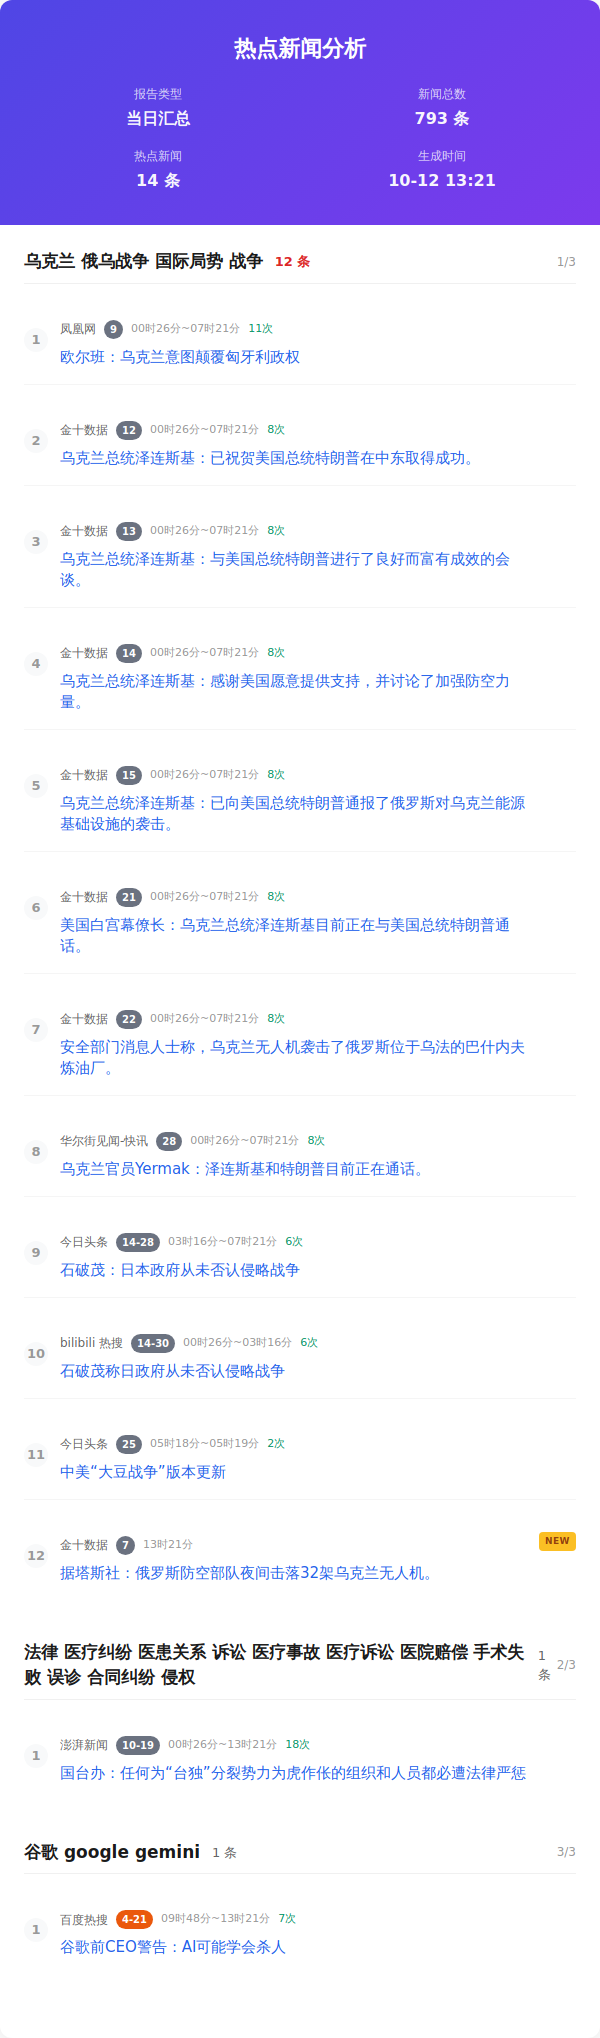 热点新闻分析
报告类型
新闻总数
当日汇总
793 条
热点新闻
生成时间
14 条
10-12 13:21
乌克兰 俄乌战争 国际局势 战争 12 条 1/3
1
凤凰网 9 00时26分~07时21分 11次
欧尔班：乌克兰意图颠覆匈牙利政权
2
金十数据 12 00时26分~07时21分 8次
乌克兰总统泽连斯基：已祝贺美国总统特朗普在中东取得成功。
3
金十数据 13 00时26分~07时21分 8次
乌克兰总统泽连斯基：与美国总统特朗普进行了良好而富有成效的会
谈。
4
金十数据 14 00时26分~07时21分 8次
乌克兰总统泽连斯基：感谢美国愿意提供支持，并讨论了加强防空力
量。
5
金十数据 15 00时26分~07时21分 8次
乌克兰总统泽连斯基：已向美国总统特朗普通报了俄罗斯对乌克兰能源
基础设施的袭击。
6
金十数据 21 00时26分~07时21分 8次
美国白宫幕僚长：乌克兰总统泽连斯基目前正在与美国总统特朗普通
话。
7
金十数据 22 00时26分~07时21分 8次
安全部门消息人士称，乌克兰无人机袭击了俄罗斯位于乌法的巴什内夫
炼油厂。
8
华尔街见闻-快讯 28 00时26分~07时21分 8次
乌克兰官员Yermak：泽连斯基和特朗普目前正在通话。
9
今日头条 14-28 03时16分~07时21分 6次
石破茂：日本政府从未否认侵略战争
10
bilibili 热搜 14-30 00时26分~03时16分 6次
石破茂称日政府从未否认侵略战争
11
今日头条 25 05时18分~05时19分 2次
中美“大豆战争”版本更新
12
金十数据 7 13时21分 NEW
据塔斯社：俄罗斯防空部队夜间击落32架乌克兰无人机。
法律 医疗纠纷 医患关系 诉讼 医疗事故 医疗诉讼 医院赔偿 手术失
败 误诊 合同纠纷 侵权
1
条
2/3
1
澎湃新闻 10-19 00时26分~13时21分 18次
国台办：任何为“台独”分裂势力为虎作伥的组织和人员都必遭法律严惩
谷歌 google gemini 1 条 3/3
1
百度热搜 4-21 09时48分~13时21分 7次
谷歌前CEO警告：AI可能学会杀人